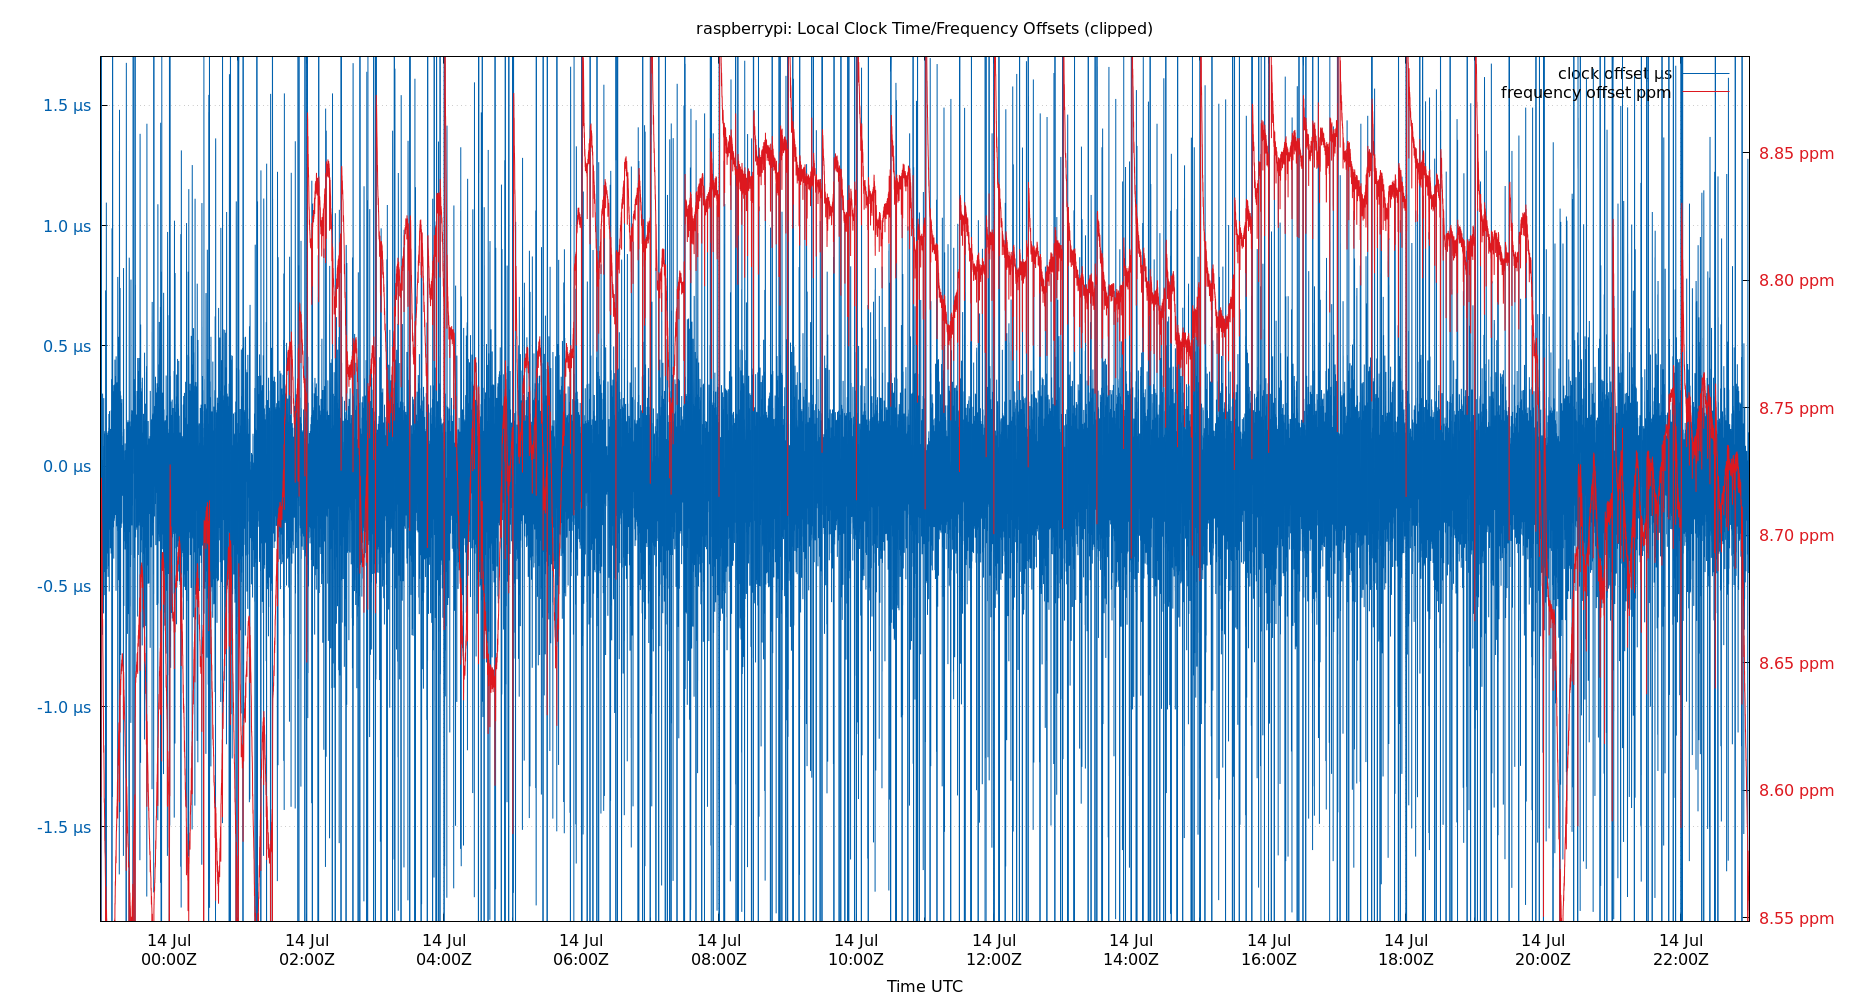 raspberrypi: Local Clock Time/Frequency Offsets (clipped)
clock offset µs
frequency offset ppm
1.5 µs
1.0 µs
0.5 µs
0.0 µs
-0.5 µs
-1.0 µs
-1.5 µs
8.85 ppm
8.80 ppm
8.75 ppm
8.70 ppm
8.65 ppm
8.60 ppm
8.55 ppm
14 Jul 14 Jul 14 Jul 14 Jul 14 Jul 14 Jul 14 Jul 14 Jul 14 Jul 14 Jul 14 Jul 14 Jul
00:00Z 02:00Z 04:00Z 06:00Z 08:00Z 10:00Z 12:00Z 14:00Z 16:00Z 18:00Z 20:00Z 22:00Z
Time UTC